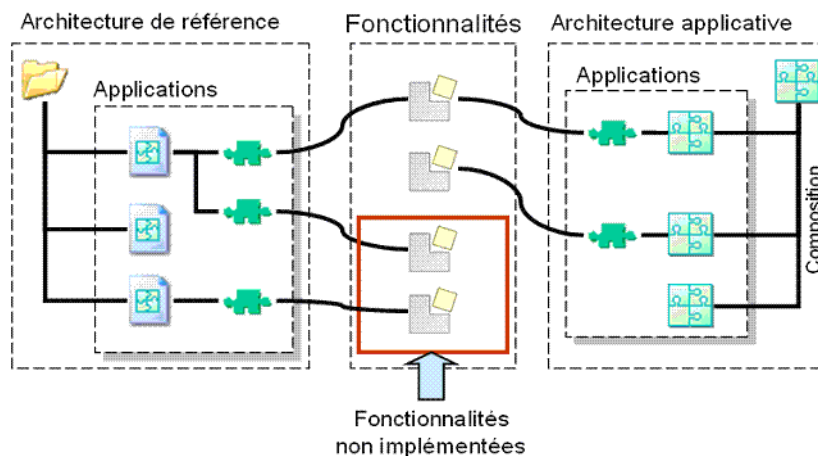 Architecture de référence
Fonctionnalités
Architecture applicative
Applications
Applications
Composition
Fonctionnalités
non implémentées